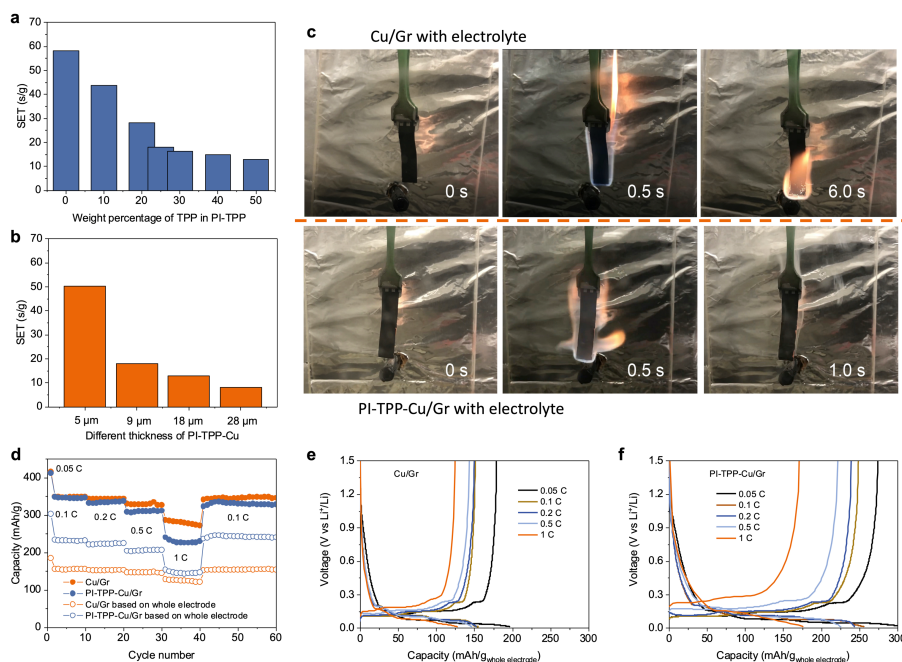 a
70
60
50
40
30
20
10
0
SET (s/g)
0 10 20 30 40 50
Weight percentage of TPP in PI-TPP
b
70
60
50
40
30
20
10
0
SET (s/g)
5 μm 9 μm 18 μm 28 μm
Different thickness of PI-TPP-Cu
c
Cu/Gr with electrolyte
0 s
0.5 s
6.0 s
0 s
0.5 s
1.0 s
PI-TPP-Cu/Gr with electrolyte
d
400
300
200
100
0
Capacity (mAh/g)
0.05 C
0.1 C
0.2 C
0.5 C
1 C
0.1 C
Cu/Gr
PI-TPP-Cu/Gr
Cu/Gr based on whole electrode
PI-TPP-Cu/Gr based on whole electrode
0 10 20 30 40 50 60
Cycle number
e
1.5
1.2
0.9
0.6
0.3
0.0
Voltage (V vs Li⁺/Li)
Cu/Gr
0.05 C
0.1 C
0.2 C
0.5 C
1 C
0 50 100 150 200 250 300
Capacity (mAh/g whole electrode)
f
1.5
1.2
0.9
0.6
0.3
0.0
Voltage (V vs Li⁺/Li)
PI-TPP-Cu/Gr
0.05 C
0.1 C
0.2 C
0.5 C
1 C
0 50 100 150 200 250 300
Capacity (mAh/g whole electrode)